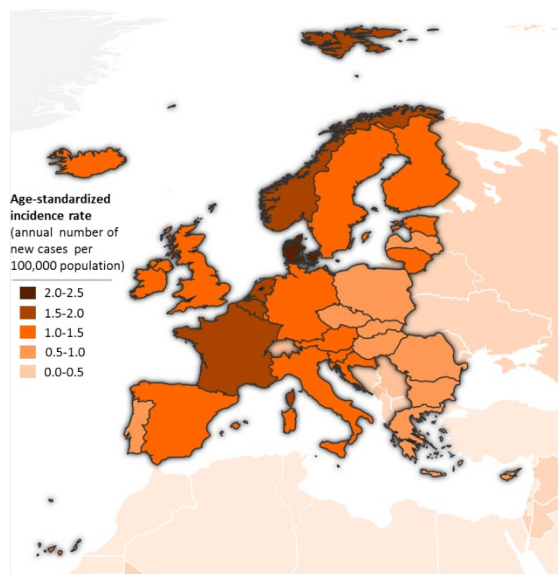 Age-standardized
incidence rate
(annual number of
new cases per
100,000 population)
2.0-2.5
1.5-2.0
1.0-1.5
0.5-1.0
0.0-0.5